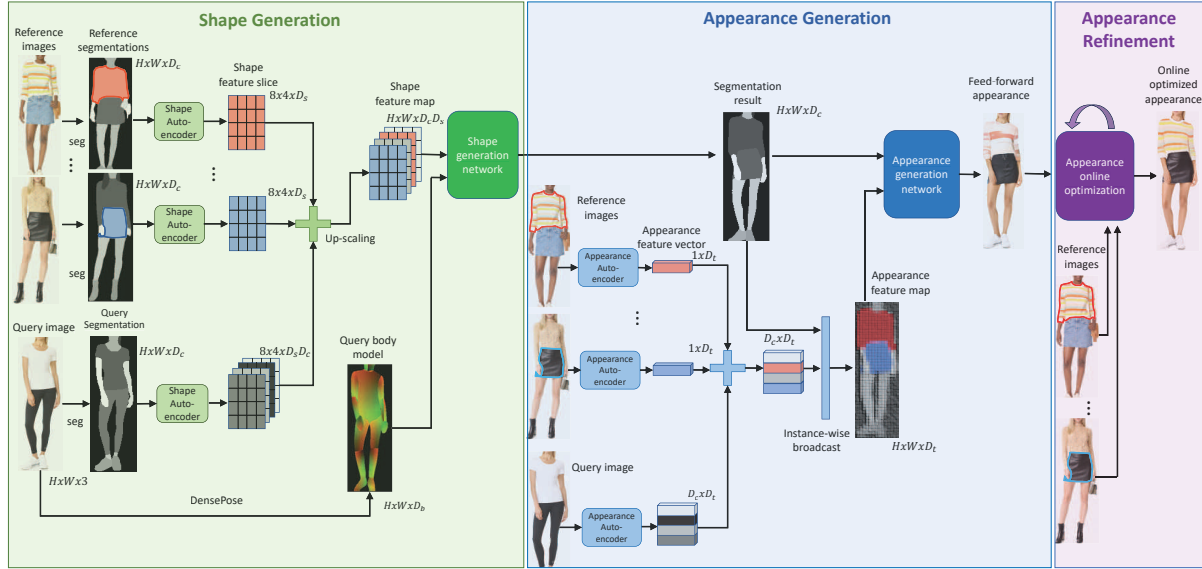 Shape Generation
Reference
images
Reference
segmentations
HxWxD_c
seg
Shape
Auto-
encoder
Shape
feature slice
8x4xD_s
Shape
feature map
HxWxD_cD_s
Shape
generation
network
...
HxWxD_c
seg
Shape
Auto-
encoder
8x4xD_s
...
Up-scaling
Query image
Query
Segmentation
HxWxD_c
seg
Shape
Auto-
encoder
8x4xD_sD_c
Query body
model
HxWx3
DensePose
HxWxD_b
Appearance Generation
Segmentation
result
HxWxD_c
Feed-forward
appearance
Appearance
generation
network
Reference
images
Appearance
feature vector
Appearance
Auto-
encoder
1xD_t
...
Appearance
Auto-
encoder
1xD_t
...
D_cxD_t
Appearance
feature map
Instance-wise
broadcast
HxWxD_t
Query image
Appearance
Auto-
encoder
D_cxD_t
Appearance
Refinement
Online
optimized
appearance
Appearance
online
optimization
Reference
images
...